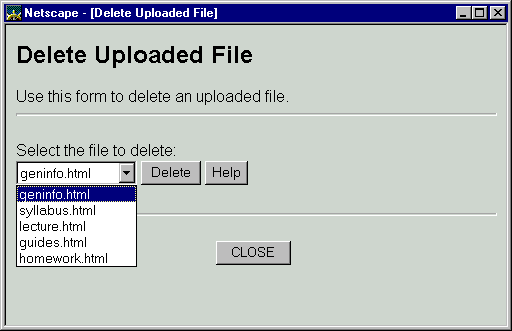 Netscape - [Delete Uploaded File]
Delete Uploaded File
Use this form to delete an uploaded file.
Select the file to delete:
geninfo.html Delete Help
geninfo.html
syllabus.html
lecture.html
guides.html
homework.html
CLOSE